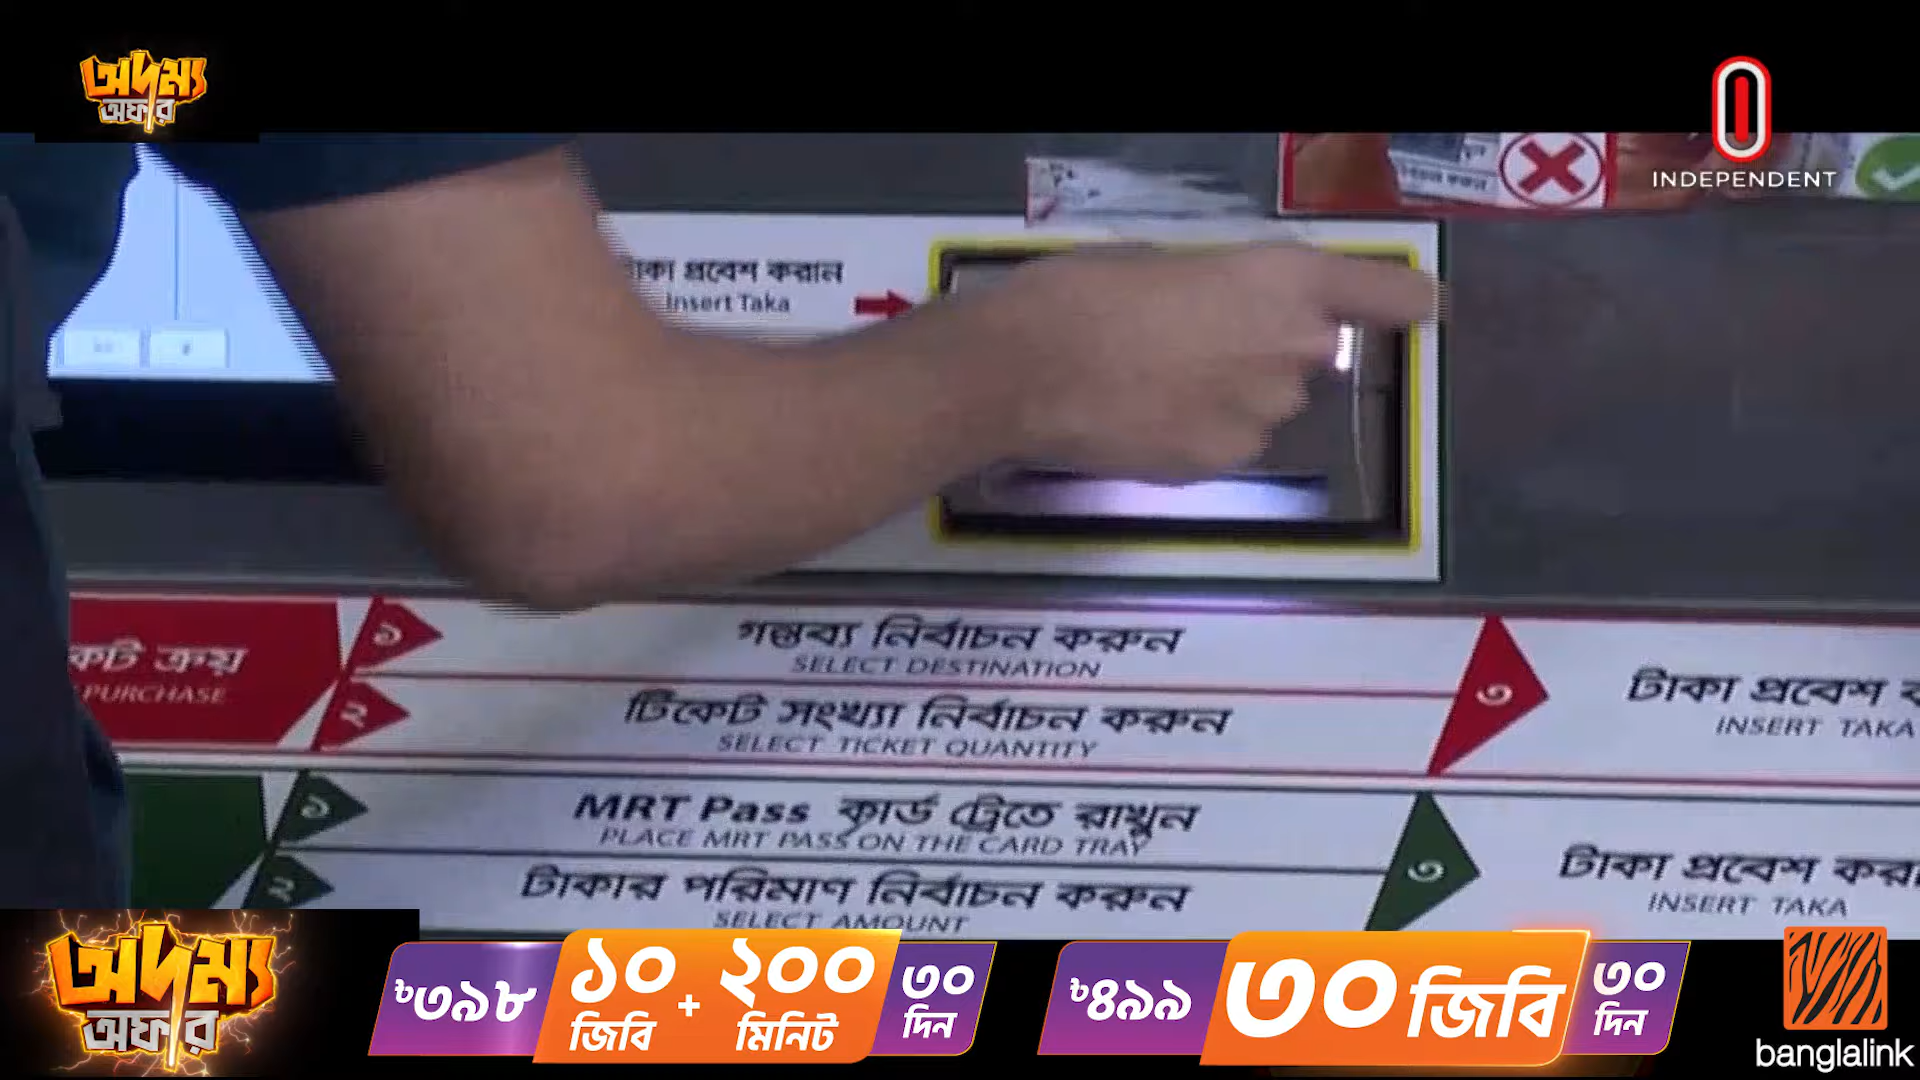 অদম্য
অফার
INDEPENDENT
প্রবেশ করান
Insert Taka
ক্রয়
PURCHASE
১
গন্তব্য নির্বাচন করুন
SELECT DESTINATION
২
টিকেট সংখ্যা নির্বাচন করুন
SELECT TICKET QUANTITY
৩
টাকা প্রবেশ
INSERT TAKA
১
MRT Pass কার্ড ট্রেতে রাখুন
PLACE MRT PASS ON THE CARD TRAY
২
টাকার পরিমাণ নির্বাচন করুন
SELECT AMOUNT
৩
টাকা প্রবেশ
INSERT TAKA
অদম্য
অফার
৳৩৯৮
১০ জিবি + ২০০ মিনিট
৩০ দিন
৳৪৯৯
৩০ জিবি
৩০ দিন
banglalink